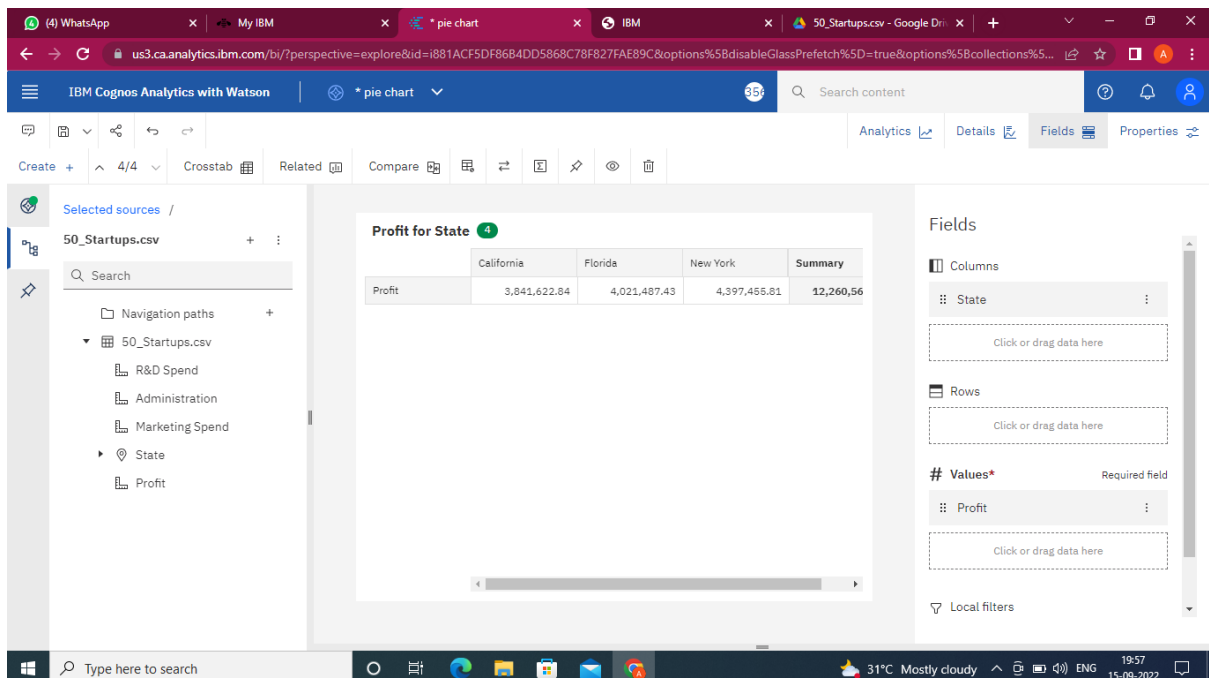 (4) WhatsApp
My IBM
* pie chart
IBM
50_Startups.csv - Google Driv
us3.ca.analytics.ibm.com/bi/?perspective=explore&id=i881ACF5DF86B4DD5868C78F827FAE89C&options%5BdisableGlassPrefetch%5D=true&options%5Bcollections%5...
A
IBM Cognos Analytics with Watson
* pie chart
356
Search content
Analytics
Details
Fields
Properties
Create +
4/4
Crosstab
Related
Compare
Selected sources /
50_Startups.csv
Search
Navigation paths
50_Startups.csv
R&D Spend
Administration
Marketing Spend
State
Profit
Profit for State 4
California Florida New York Summary
Profit 3,841,622.84 4,021,487.43 4,397,455.81 12,260,56
Fields
Columns
State
Click or drag data here
Rows
Click or drag data here
# Values* Required field
Profit
Click or drag data here
Local filters
Type here to search
31°C Mostly cloudy
ENG
19:57
15-09-2022